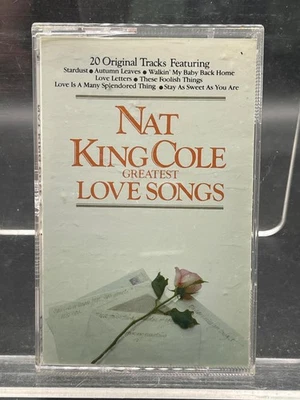 20 Original Tracks Featuring
Stardust • Autumn Leaves • Walkin' My Baby Back Home
Love Letters • These Foolish Things
Love Is A Many Splendored Thing • Stay As Sweet As You Are
NAT
KING COLE
GREATEST
LOVE SONGS